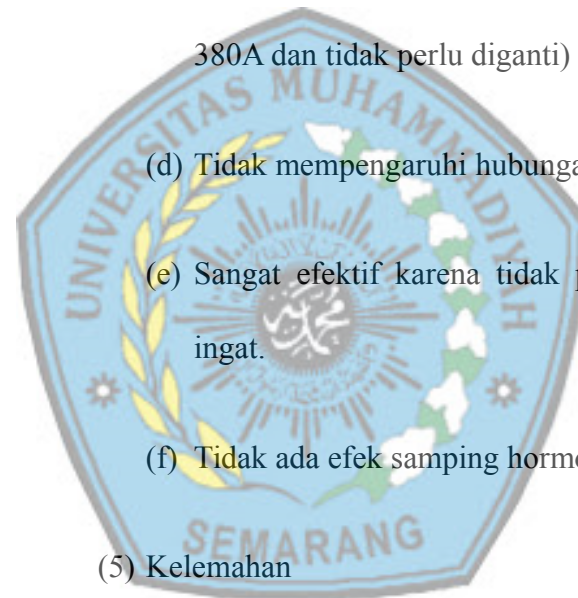 380A dan tidak perlu diganti)
(d) Tidak mempengaruhi hubunga
(e) Sangat efektif karena tidak p
ingat.
(f) Tidak ada efek samping hormo
(5) Kelemahan
UNIVERSITAS MUHAMMADIYAH
SEMARANG